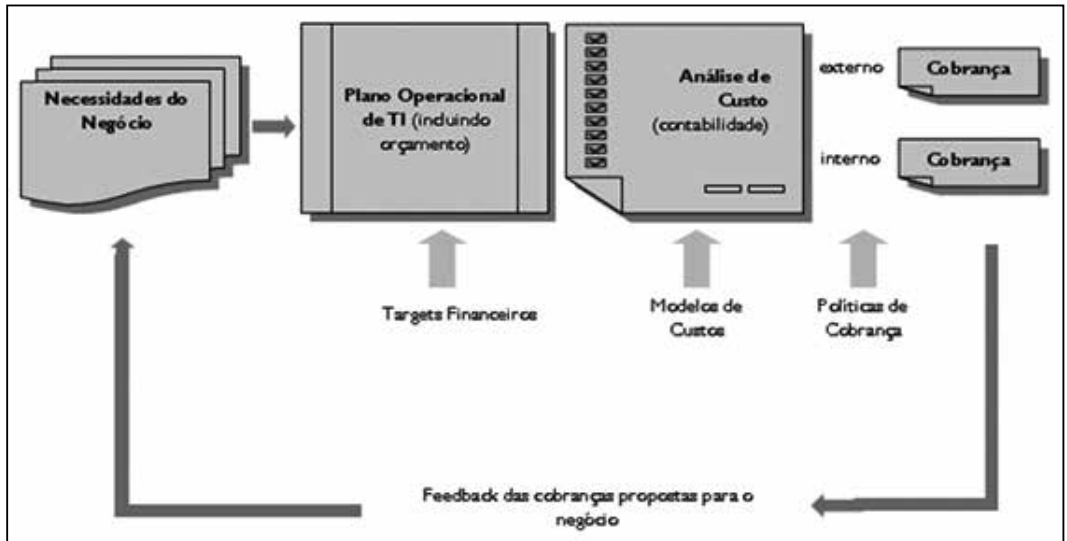 Necessidades do
Negócio
Plano Operacional
de TI (incluindo
orçamento)
Análise de
Custo
(contabilidade)
externo
Cobrança
interno
Cobrança
Targets Financeiros
Modelos de
Custos
Políticas de
Cobrança
Feedback das cobranças propostas para o
negócio